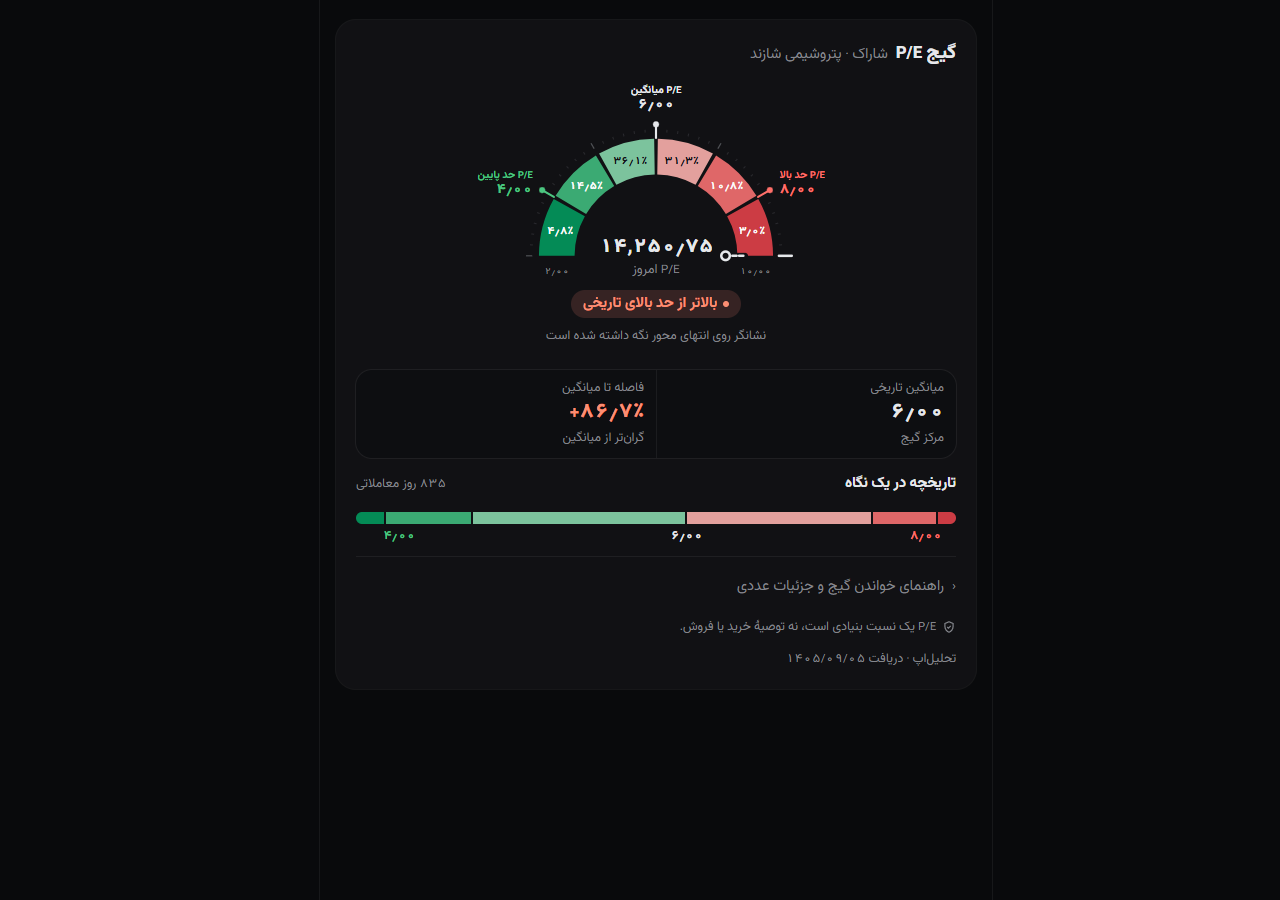 گیج P/E شاراک · پتروشیمی شازند
P/E میانگین
۶٫۰۰
P/E حد بالا
۸٫۰۰
P/E حد پایین
۴٫۰۰
۳٫۰٪
۱۰٫۸٪
۳۱٫۳٪
۳۶٫۱٪
۱۴٫۵٪
۴٫۸٪
۱۴,۲۵۰٫۷۵
P/E امروز
۱۰٫۰۰
۲٫۰۰
بالاتر از حد بالای تاریخی
نشانگر روی انتهای محور نگه داشته شده است
میانگین تاریخی
۶٫۰۰
مرکز گیج
فاصله تا میانگین
+۸۶٫۷٪
گران‌تر از میانگین
تاریخچه در یک نگاه
۸۳۵ روز معاملاتی
۸٫۰۰
۶٫۰۰
۴٫۰۰
راهنمای خواندن گیج و جزئیات عددی
P/E یک نسبت بنیادی است، نه توصیهٔ خرید یا فروش.
تحلیل‌اپ · دریافت ۱۴۰۵/۰۹/۰۵